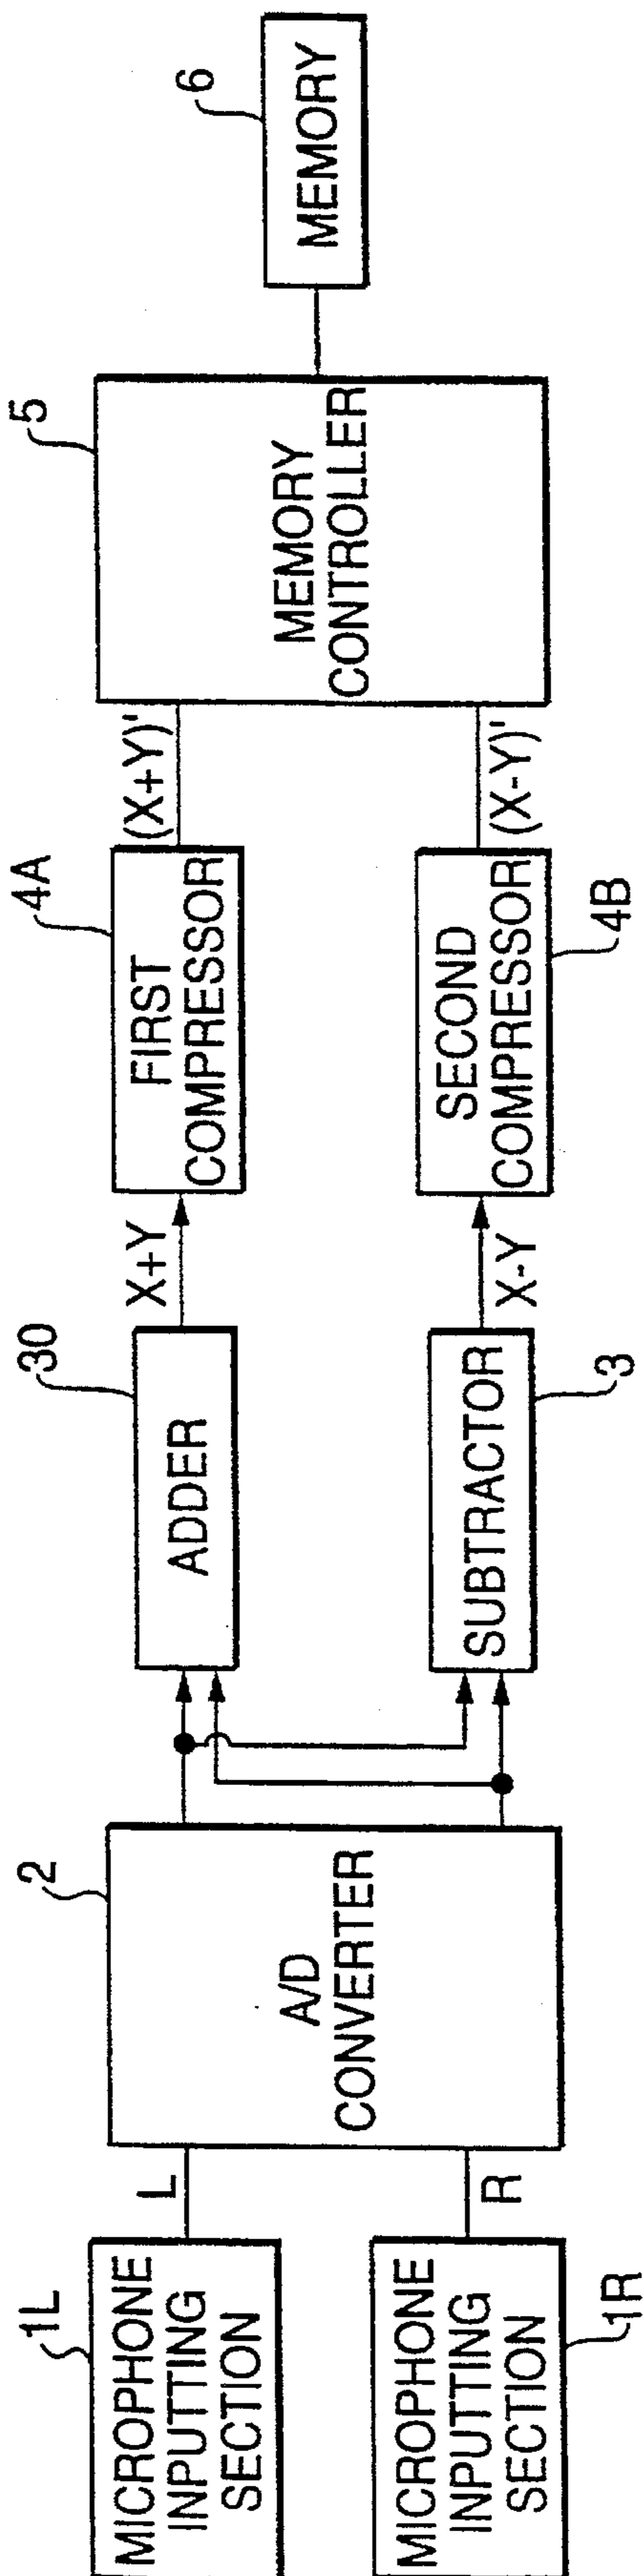 1L
MICROPHONE
INPUTTING
SECTION
L
MICROPHONE
INPUTTING
SECTION
1R
R
2
A/D
CONVERTER
30
ADDER
X+Y
SUBTRACTOR
3
X-Y
4A
FIRST
COMPRESSOR
(X+Y)'
SECOND
COMPRESSOR
4B
(X-Y)'
5
MEMORY
CONTROLLER
6
MEMORY